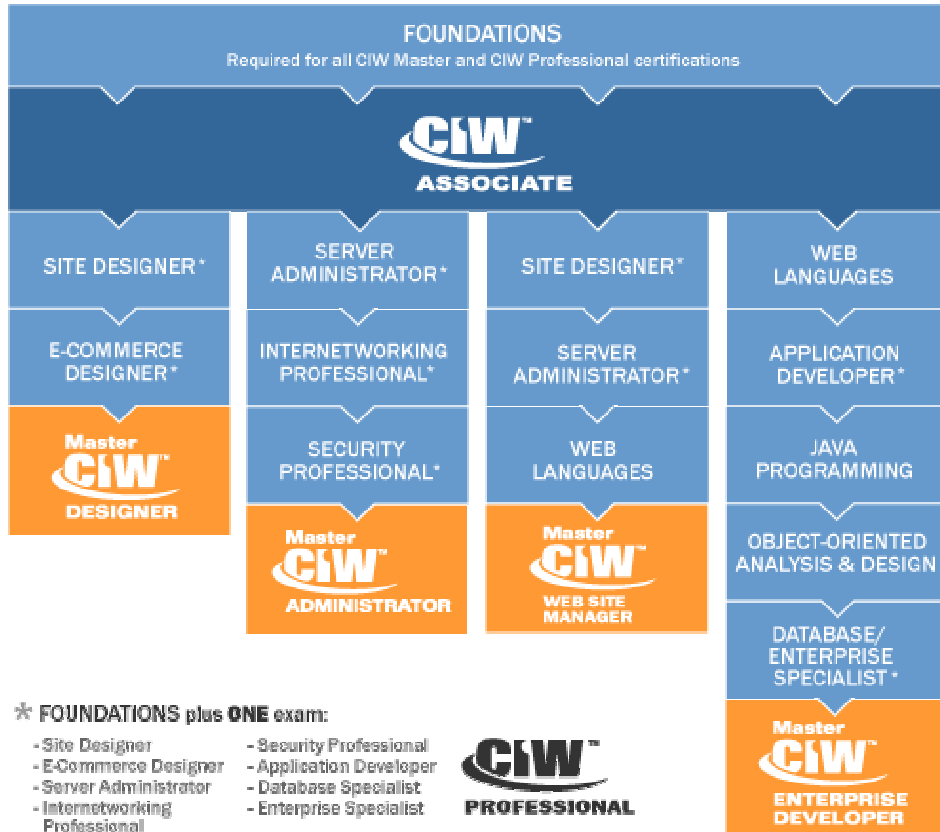 FOUNDATIONS
Required for all CIW Master and CIW Professional certifications
CIW™
ASSOCIATE
SITE DESIGNER*
E-COMMERCE
DESIGNER*
Master
CIW™
DESIGNER
SERVER
ADMINISTRATOR*
INTERNETWORKING
PROFESSIONAL*
SECURITY
PROFESSIONAL*
Master
CIW™
ADMINISTRATOR
SITE DESIGNER*
SERVER
ADMINISTRATOR*
WEB
LANGUAGES
Master
CIW™
WEB SITE
MANAGER
WEB
LANGUAGES
APPLICATION
DEVELOPER*
JAVA
PROGRAMMING
OBJECT-ORIENTED
ANALYSIS & DESIGN
DATABASE/
ENTERPRISE
SPECIALIST*
Master
CIW™
ENTERPRISE
DEVELOPER
* FOUNDATIONS plus ONE exam:
- Site Designer
- E-Commerce Designer
- Server Administrator
- Internetworking
Professional
- Security Professional
- Application Developer
- Database Specialist
- Enterprise Specialist
CIW™
PROFESSIONAL